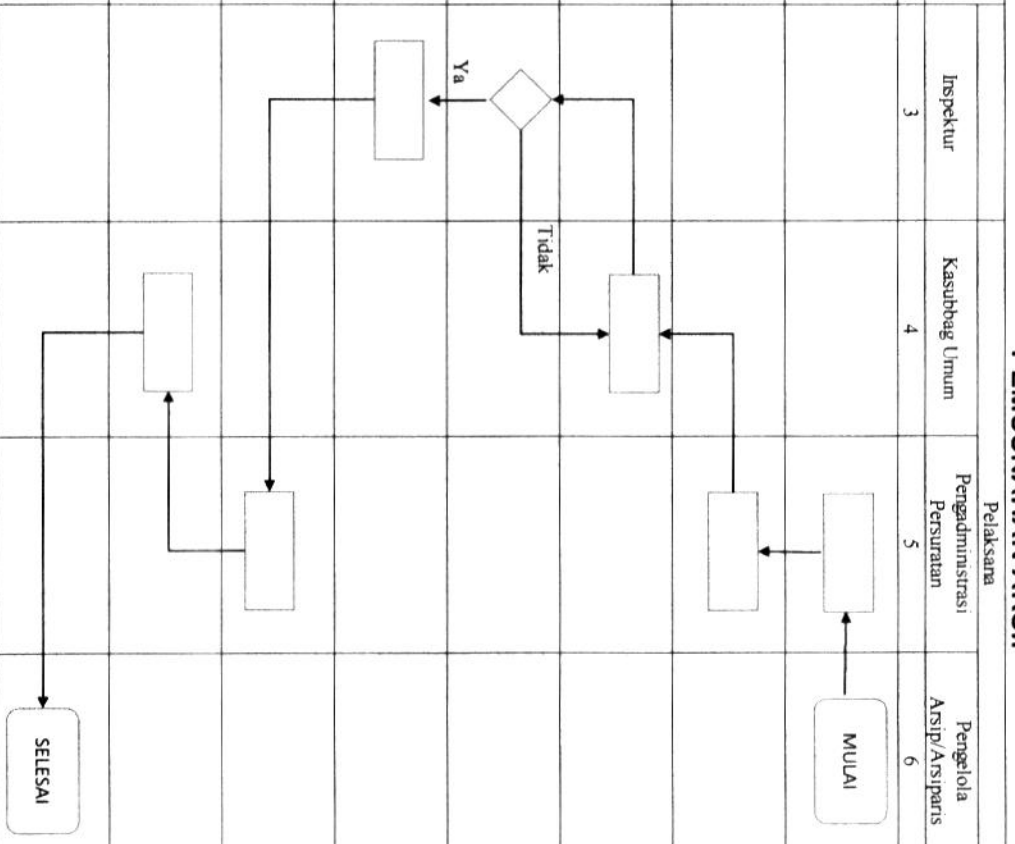 Pelaksana
Inspektur
Kasubbag Umum
Pengadministrasi
Persuratan
Pengelola
Arsip/Arsiparis
3
4
5
6
MULAI
Tidak
Ya
SELESAI